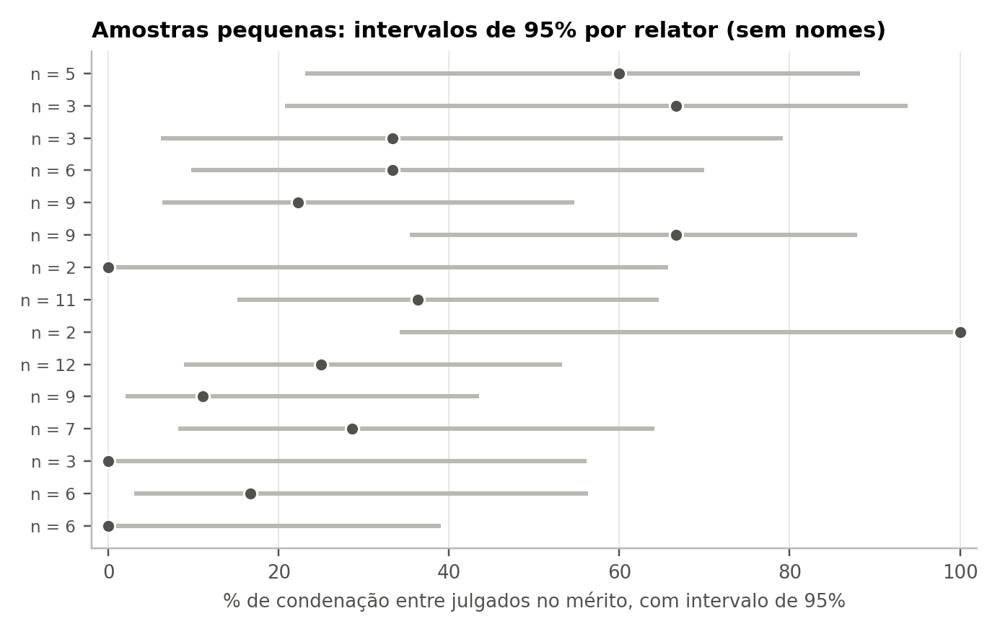 Amostras pequenas: intervalos de 95% por relator (sem nomes)
n = 5
n = 3
n = 3
n = 6
n = 9
n = 9
n = 2
n = 11
n = 2
n = 12
n = 9
n = 7
n = 3
n = 6
n = 6
0 20 40 60 80 100
% de condenação entre julgados no mérito, com intervalo de 95%